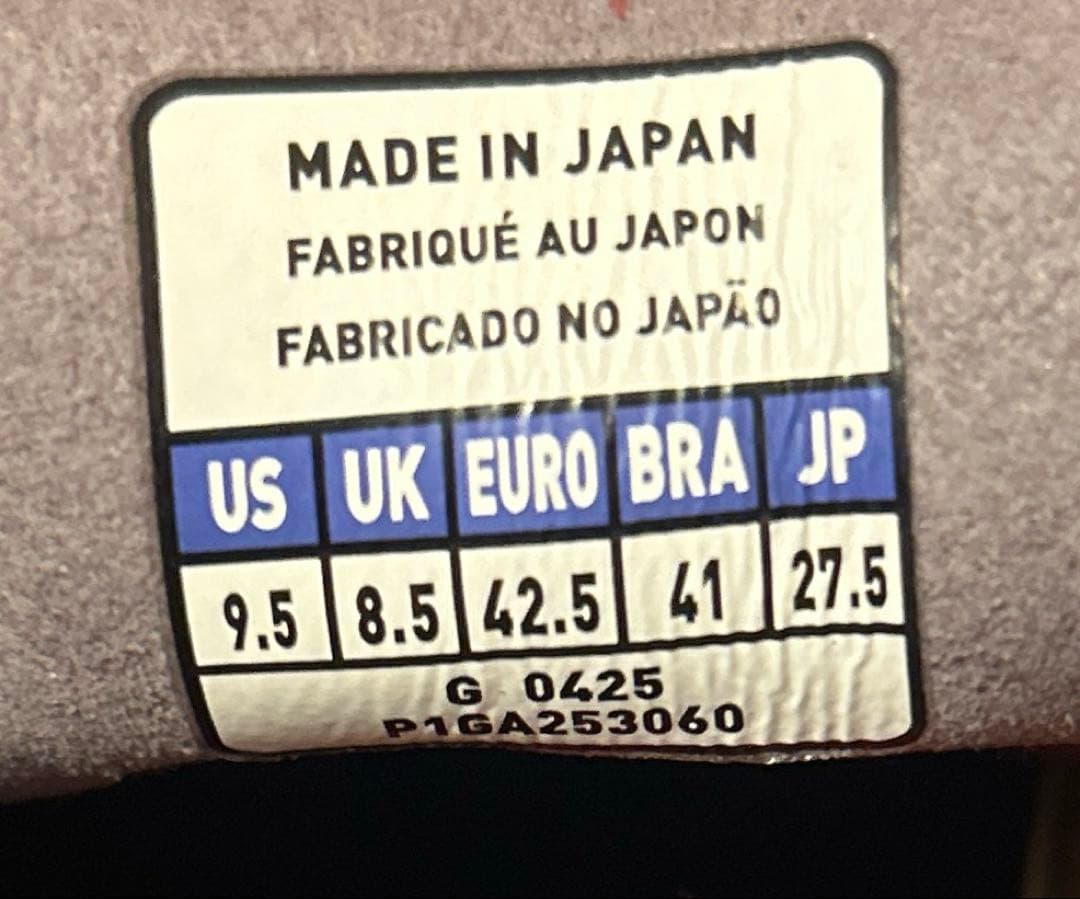 MADE IN JAPAN
FABRIQUÉ AU JAPON
FABRICADO NO JAPÃO
US UK EURO BRA JP
9.5 8.5 42.5 41 27.5
G 0425
P1GA253060